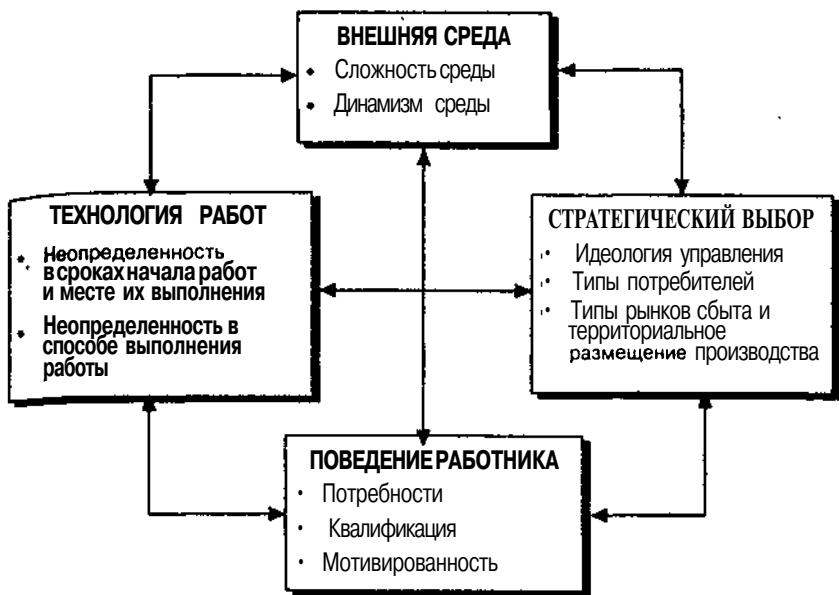 ВНЕШНЯЯ СРЕДА
• Сложность среды
• Динамизм среды
ТЕХНОЛОГИЯ РАБОТ
• Неопределенность
в сроках начала работ
и месте их выполнения
• Неопределенность в
способе выполнения
работы
СТРАТЕГИЧЕСКИЙ ВЫБОР
• Идеология управления
• Типы потребителей
• Типы рынков сбыта и
территориальное
размещение производства
ПОВЕДЕНИЕ РАБОТНИКА
• Потребности
• Квалификация
• Мотивированность